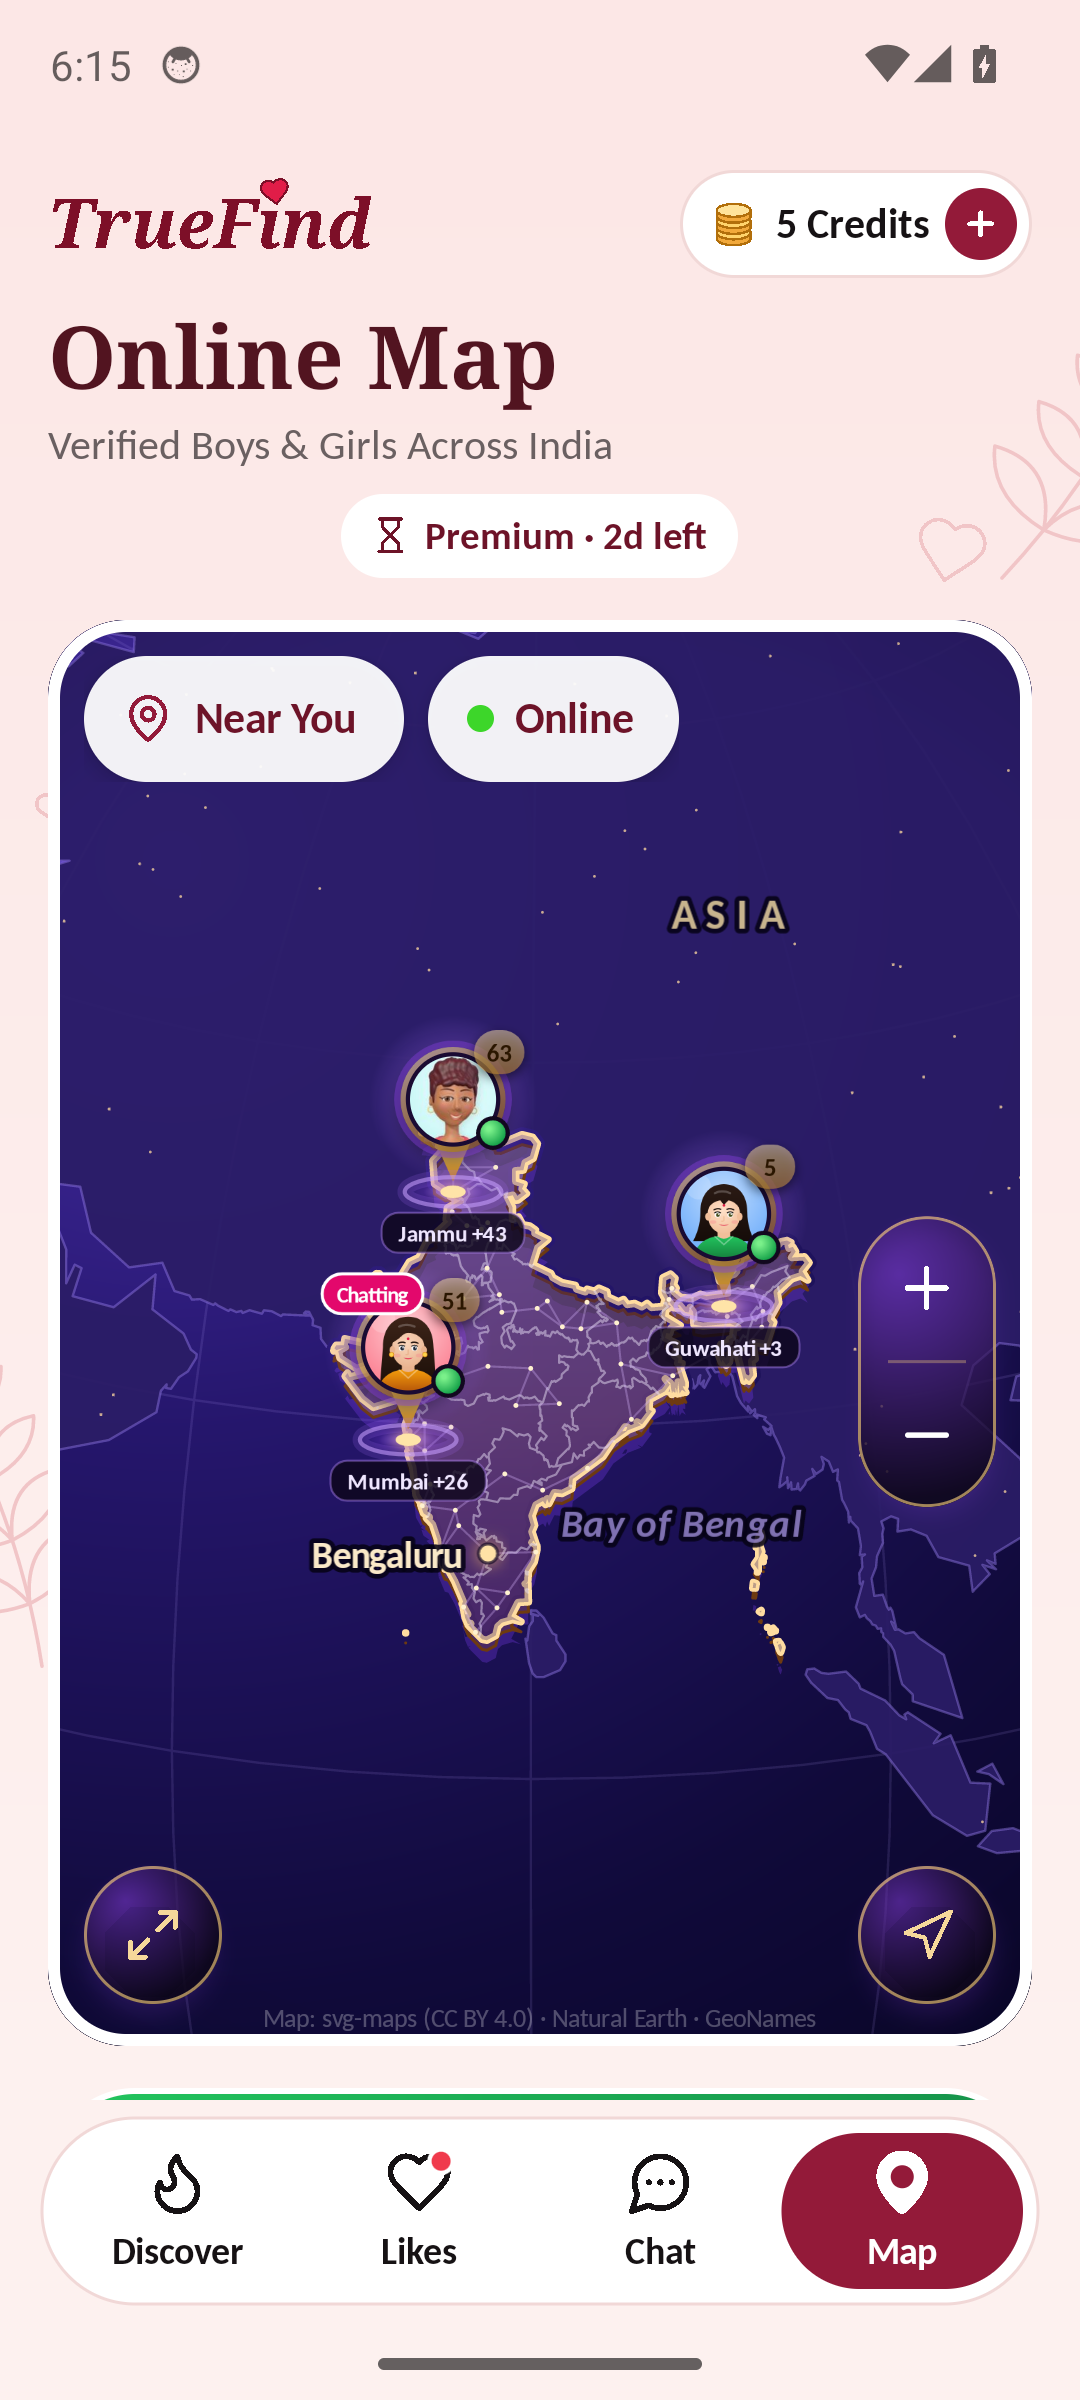 6:15
TrueFind
5 Credits
Online Map
Verified Boys & Girls Across India
Premium · 2d left
Near You
Online
ASIA
63
5
Jammu +43
Chatting
51
Guwahati +3
Mumbai +26
Bay of Bengal
Bengaluru
Map: svg-maps (CC BY 4.0) · Natural Earth · GeoNames
Discover
Likes
Chat
Map